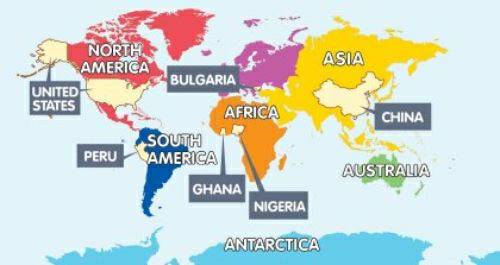 NORTH
AMERICA
UNITED
STATES
BULGARIA
ASIA
AFRICA
CHINA
PERU
SOUTH
AMERICA
GHANA
NIGERIA
AUSTRALIA
ANTARCTICA